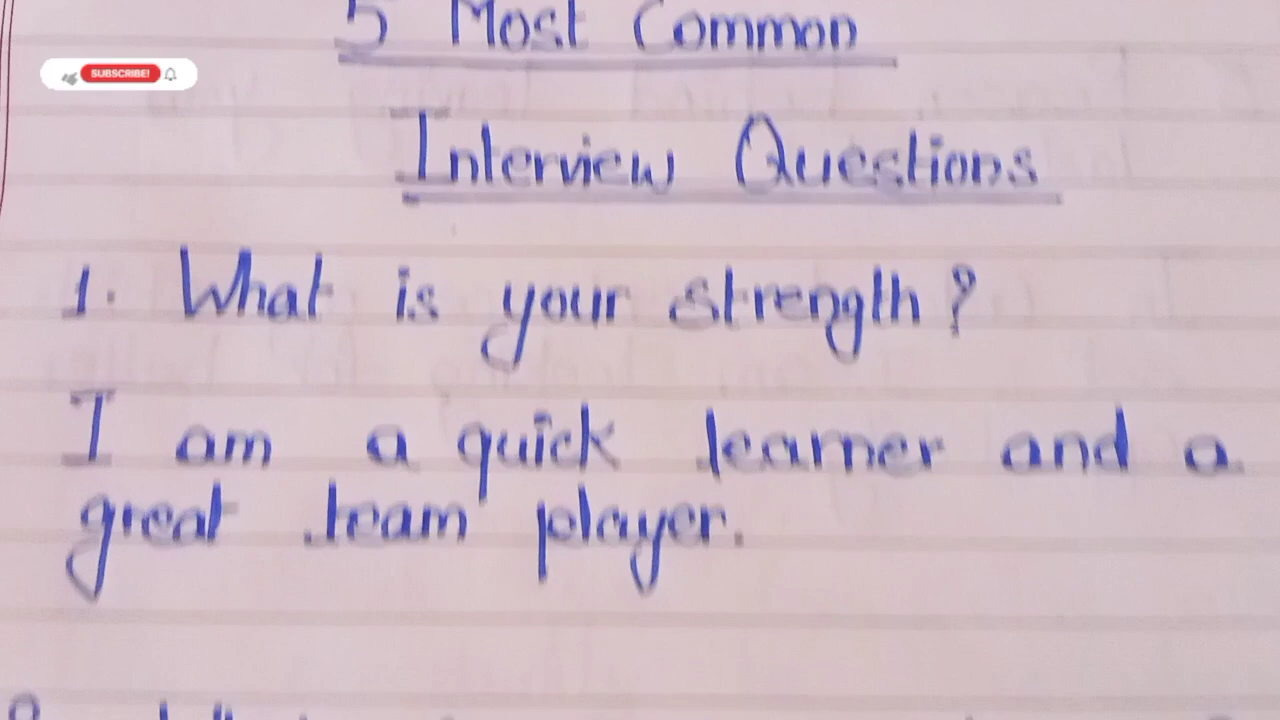 5 Most Common
SUBSCRIBE!
Interview Questions
1. What is your strength?
I am a quick learner and a
great team player.